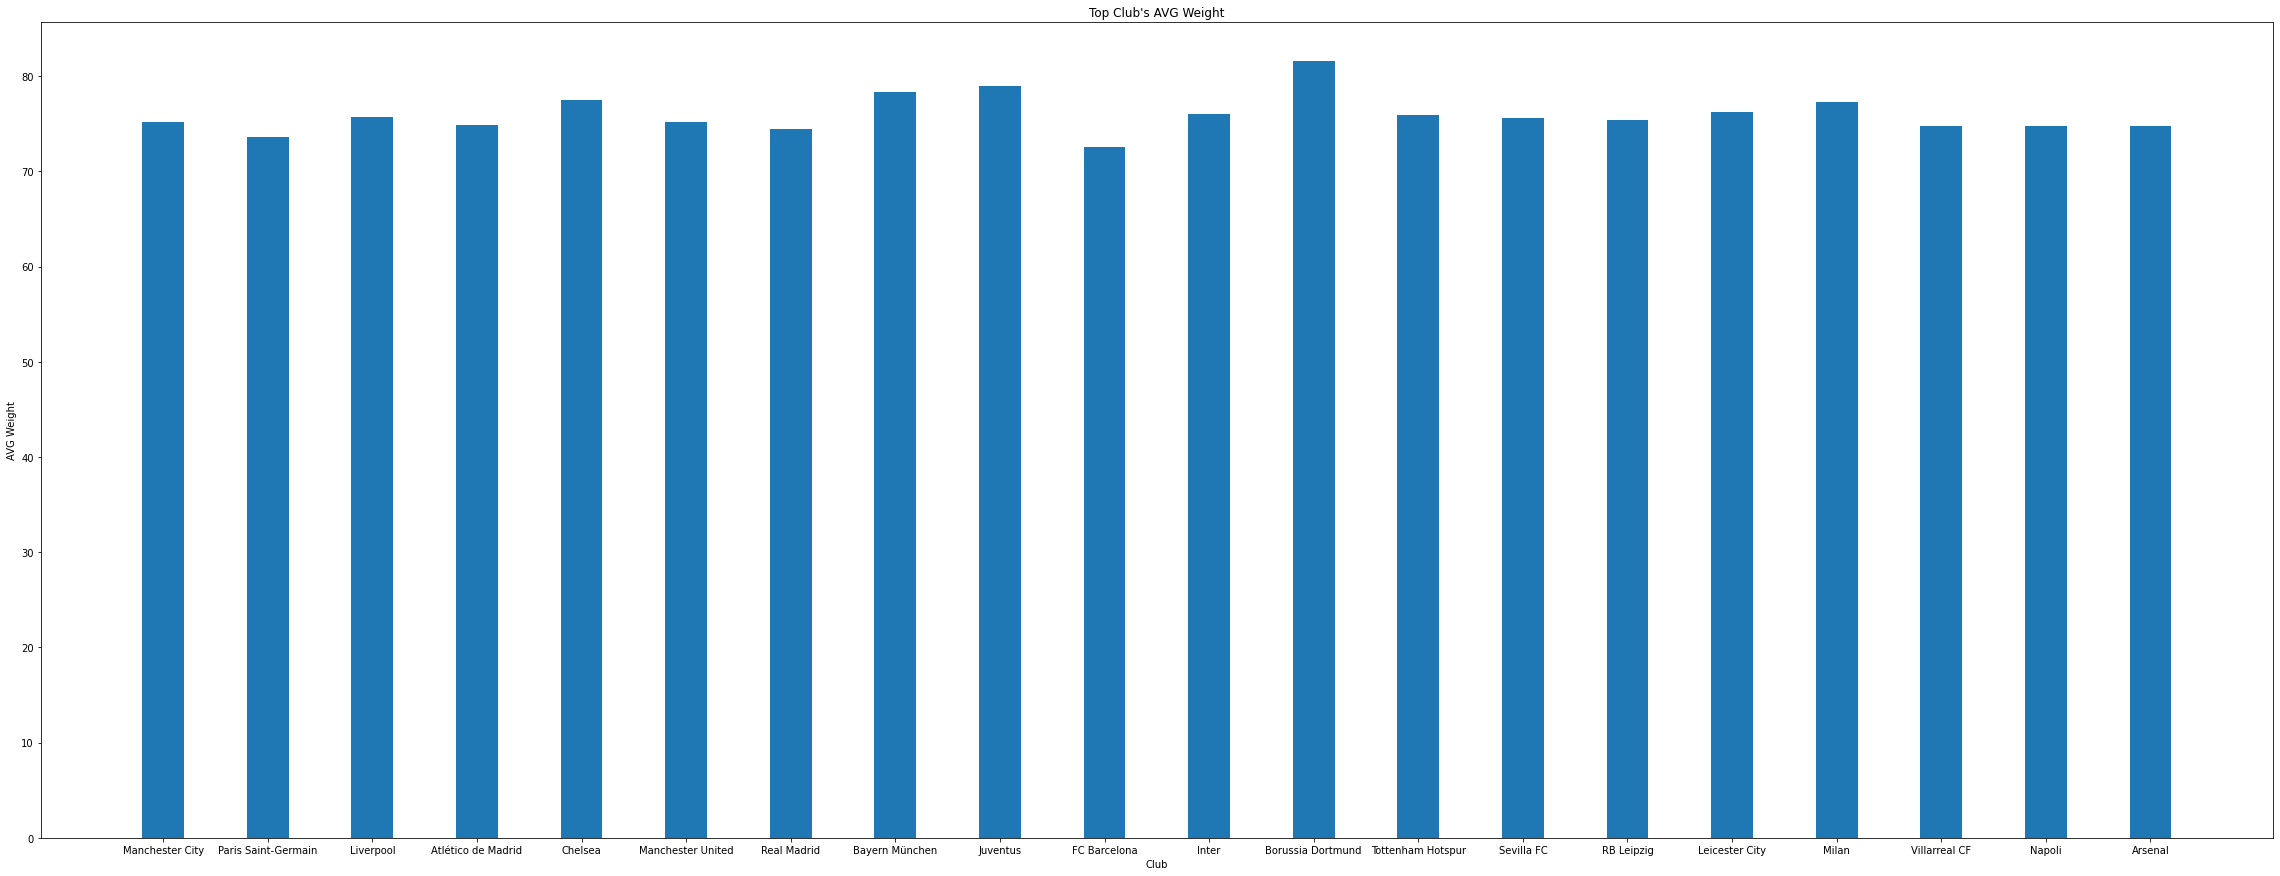 Top Club's AVG Weight
AVG Weight
80
70
60
50
40
30
20
10
0
Manchester City Paris Saint-Germain Liverpool Atlético de Madrid Chelsea Manchester United Real Madrid Bayern München Juventus FC Barcelona Inter Borussia Dortmund Tottenham Hotspur Sevilla FC RB Leipzig Leicester City Milan Villarreal CF Napoli Arsenal
Club